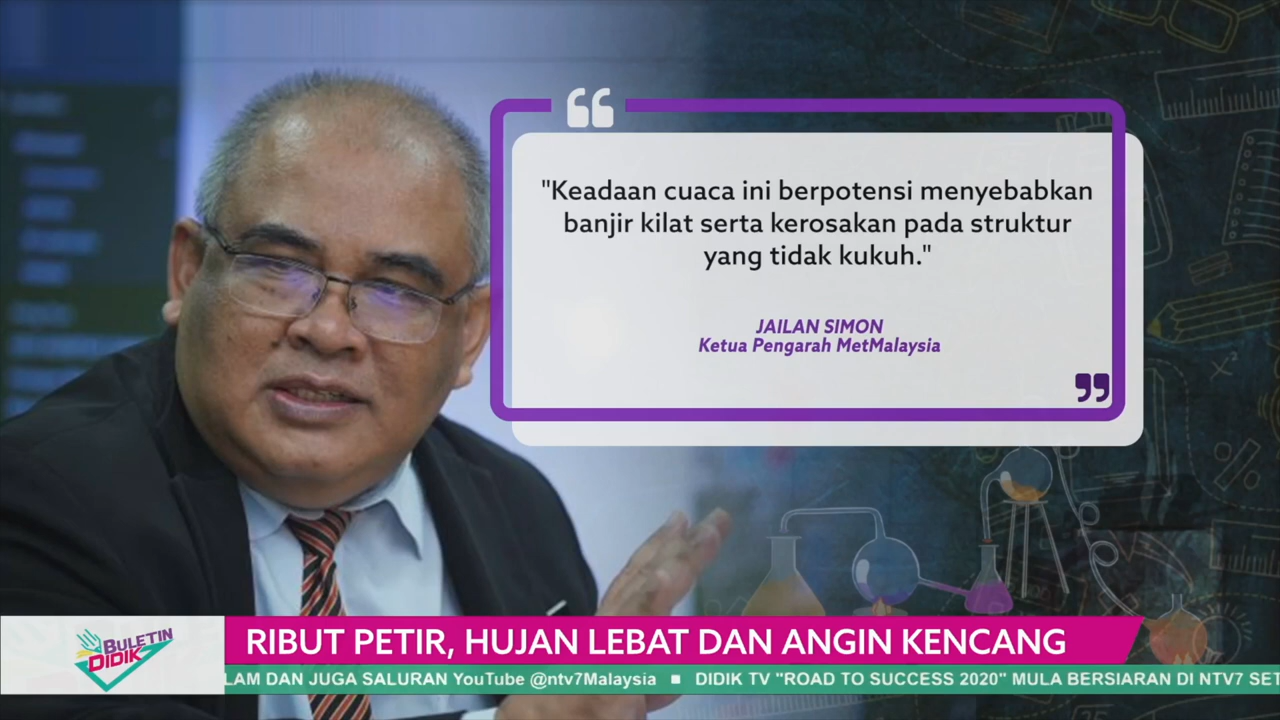 "Keadaan cuaca ini berpotensi menyebabkan
banjir kilat serta kerosakan pada struktur
yang tidak kukuh."
JAILAN SIMON
Ketua Pengarah MetMalaysia
BULETIN
DIDIK
RIBUT PETIR, HUJAN LEBAT DAN ANGIN KENCANG
LAM DAN JUGA SALURAN YouTube @ntv7Malaysia ■ DIDIK TV "ROAD TO SUCCESS 2020" MULA BERSIARAN DI NTV7 SET